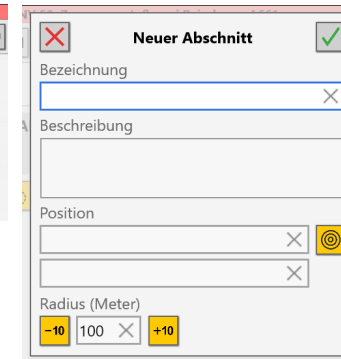 Neuer Abschnitt
Bezeichnung
Beschreibung
Position
Radius (Meter)
-10 100 +10